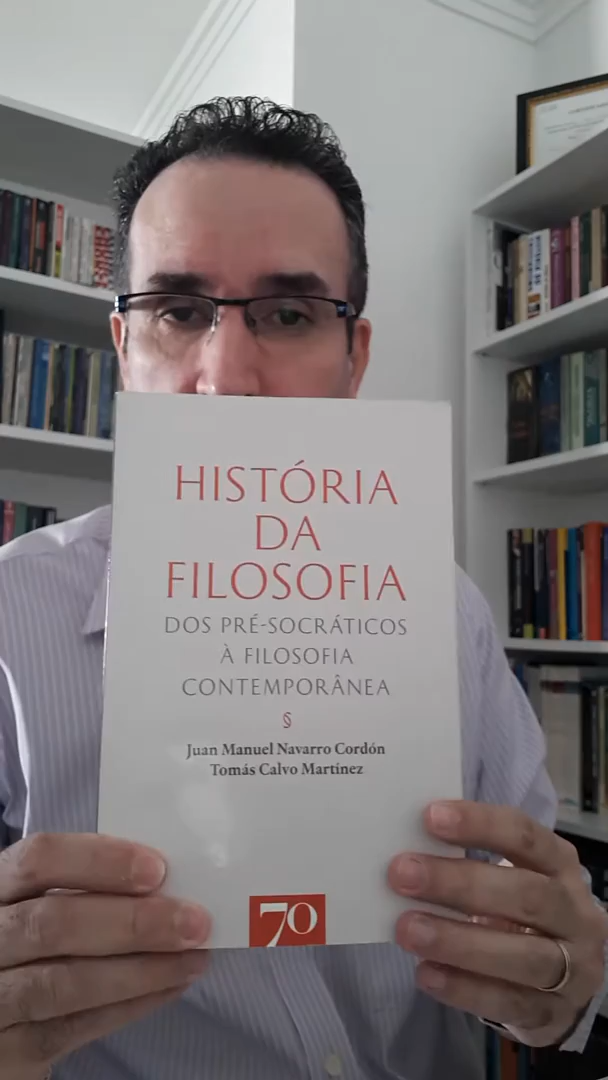 HISTÓRIA
DA
FILOSOFIA
DOS PRÉ-SOCRÁTICOS
À FILOSOFIA
CONTEMPORÂNEA
§
Juan Manuel Navarro Cordón
Tomás Calvo Martínez
70